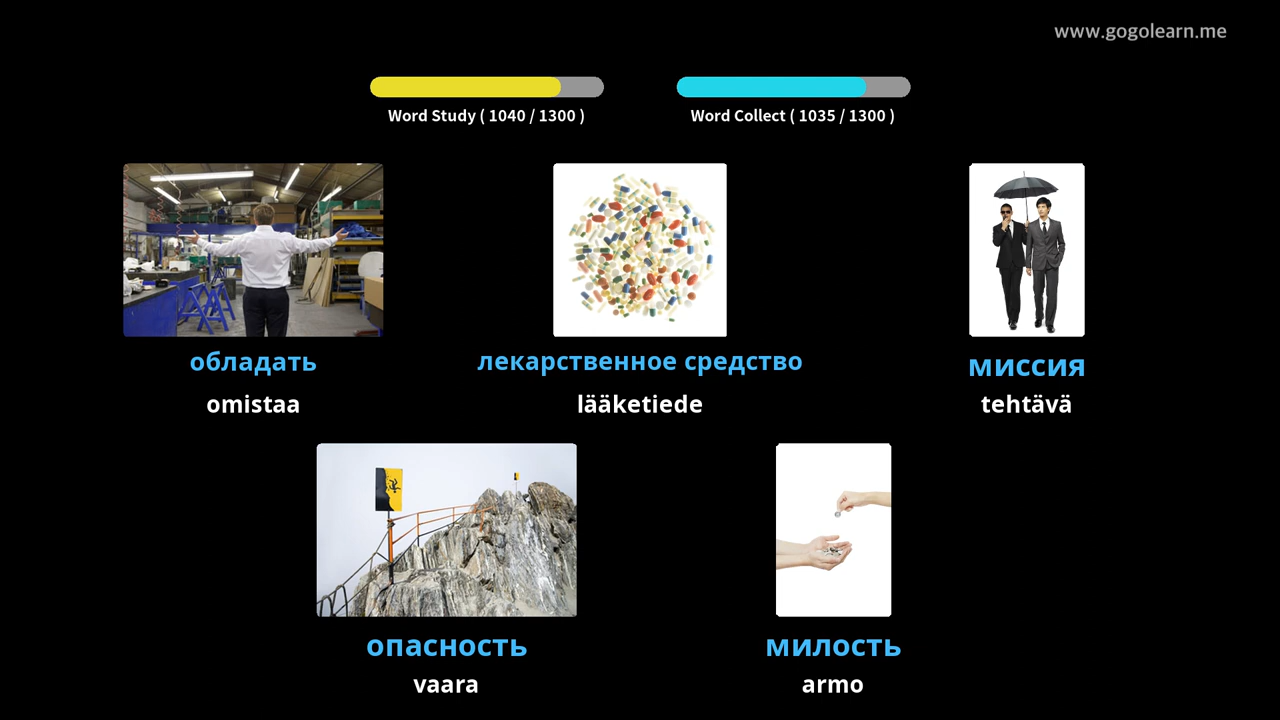 www.gogolearn.me
Word Study ( 1040 / 1300 )
Word Collect ( 1035 / 1300 )
обладать
лекарственное средство
миссия
omistaa
lääketiede
tehtävä
опасность
милость
vaara
armo